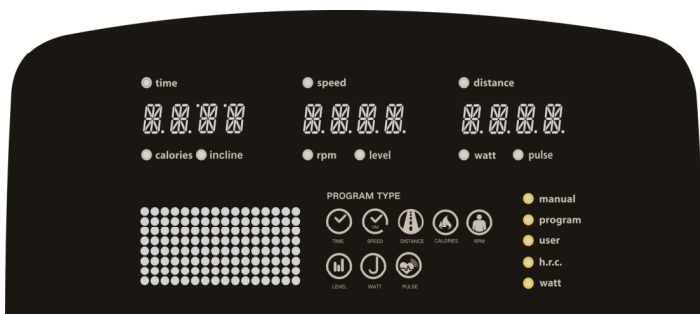 time speed distance
calories incline rpm level watt pulse
PROGRAM TYPE
TIME SPEED DISTANCE CALORIES RPM
LEVEL WATT PULSE
manual
program
user
h.r.c.
watt